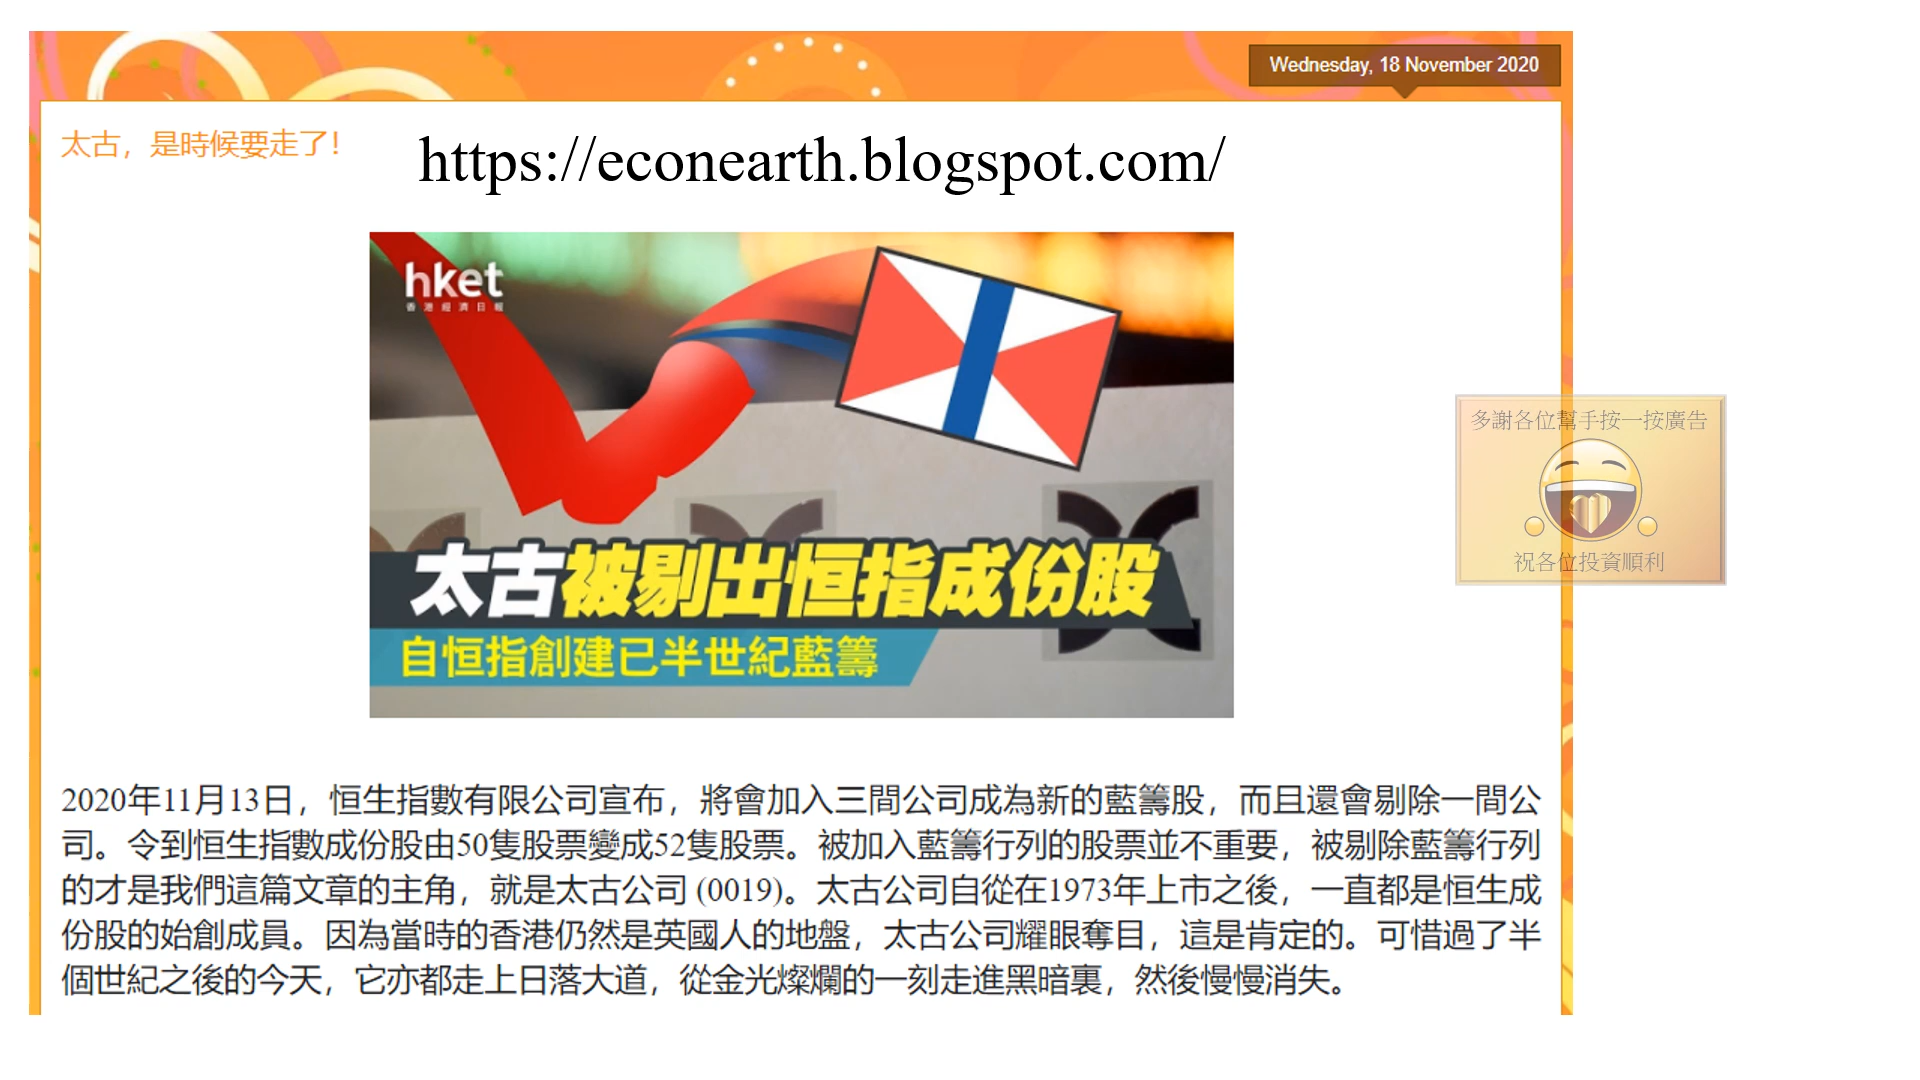 Wednesday, 18 November 2020
太古，是時候要走了!
https://econearth.blogspot.com/
hket
香港經濟日報
太古被剔出恒指成份股
自恒指創建已半世紀藍籌
多謝各位幫手按一按廣告
祝各位投資順利
2020年11月13日，恒生指數有限公司宣布，將會加入三間公司成為新的藍籌股，而且還會剔除一間公
司。令到恒生指數成份股由50隻股票變成52隻股票。被加入藍籌行列的股票並不重要，被剔除藍籌行列
的才是我們這篇文章的主角，就是太古公司 (0019)。太古公司自從在1973年上市之後，一直都是恒生成
份股的始創成員。因為當時的香港仍然是英國人的地盤，太古公司耀眼奪目，這是肯定的。可惜過了半
個世紀之後的今天，它亦都走上日落大道，從金光燦爛的一刻走進黑暗裏，然後慢慢消失。